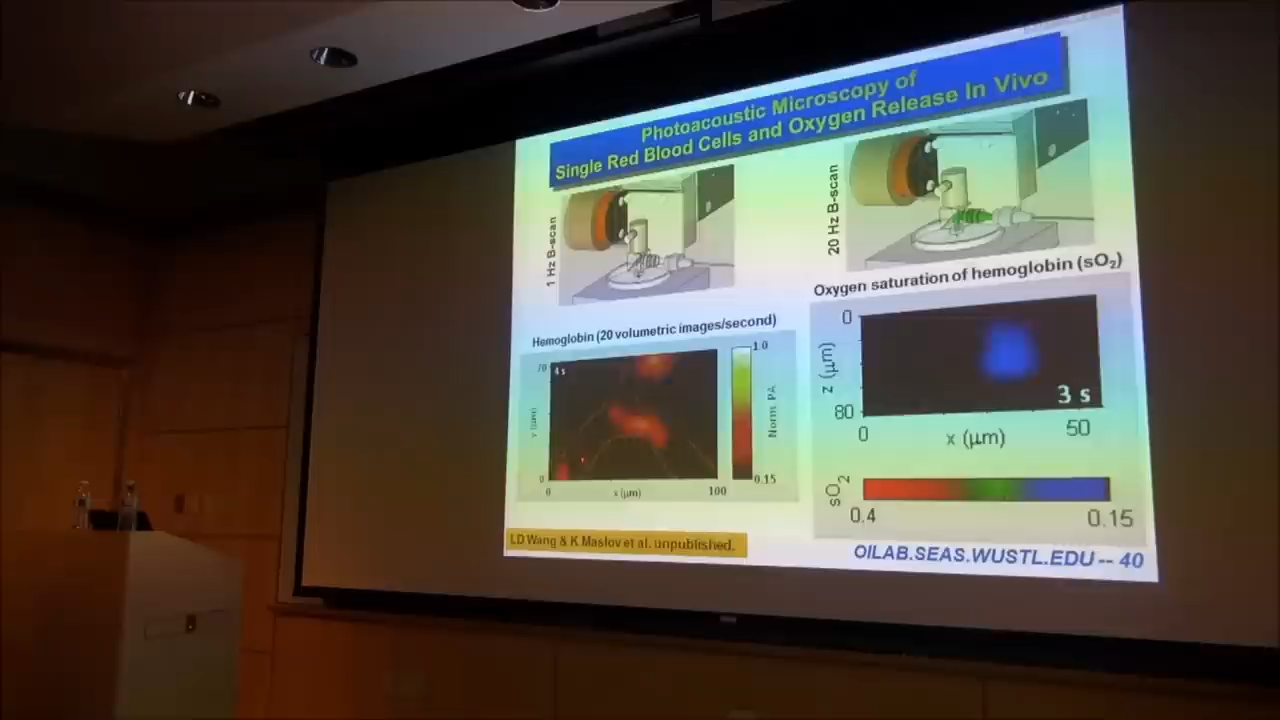 Photoacoustic Microscopy of
Single Red Blood Cells and Oxygen Release In Vivo
1 Hz B-scan
20 Hz B-scan
Hemoglobin (20 volumetric images/second)
70
4 s
y (μm)
0
0
x (μm)
100
1.0
Norm. PA
0.15
Oxygen saturation of hemoglobin (sO₂)
0
z (μm)
80
3 s
0
x (μm)
50
sO₂
0.4
0.15
LD Wang & K Maslov et al. unpublished.
OILAB.SEAS.WUSTL.EDU -- 40